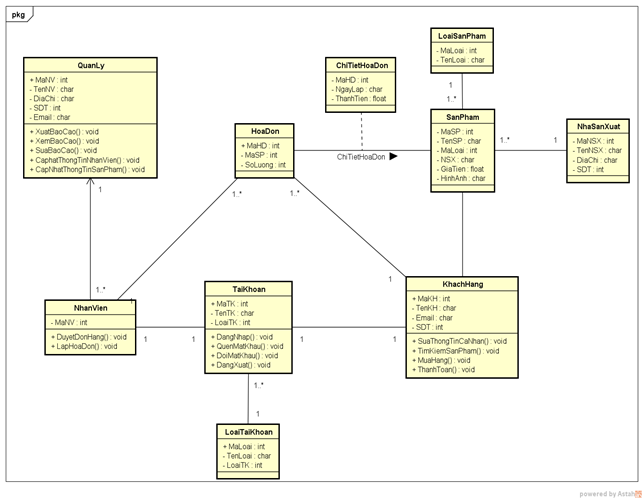 pkg
QuanLy
+ MaNV : int
- TenNV : char
- DiaChi : char
- SDT : int
- Email : char
+ XuatBaoCao() : void
+ XemBaoCao() : void
+ SuaBaoCao() : void
+ CaphatThongTinNhanVien() : void
+ CapNhatThongTinSanPham() : void
ChiTietHoaDon
- MaHD : int
- NgayLap : char
- ThanhTien : float
LoaiSanPham
- MaLoai : int
- TenLoai : char
1
1..*
HoaDon
+ MaHD : int
- MaSP : int
- SoLuong : int
ChiTietHoaDon
SanPham
- MaSP : int
- TenSP : char
- MaLoai : int
- NSX : char
- GiaTien : float
- HinhAnh : char
1..*
1
NhaSanXuat
- MaNSX : int
- TenNSX : char
- DiaChi : char
- SDT : int
1
1..*
1..*
1..*
1
1
NhanVien
- MaNV : int
+ DuyetDonHang() : void
+ LapHoaDon() : void
1
1
TaiKhoan
+ MaTK : int
- TenTK : char
- LoaiTK : int
+ DangNhap() : void
+ QuenMatKhau() : void
+ DoiMatKhau() : void
+ DangXuat() : void
1
1
KhachHang
+ MaKH : int
- TenKH : char
- Email : char
- SDT : int
+ SuaThongTinCaNhan() : void
+ TimKiemSanPham() : void
+ MuaHang() : void
+ ThanhToan() : void
1..*
1
LoaiTaiKhoan
+ MaLoai : int
- TenLoai : char
- LoaiTK : int
powered by Astah